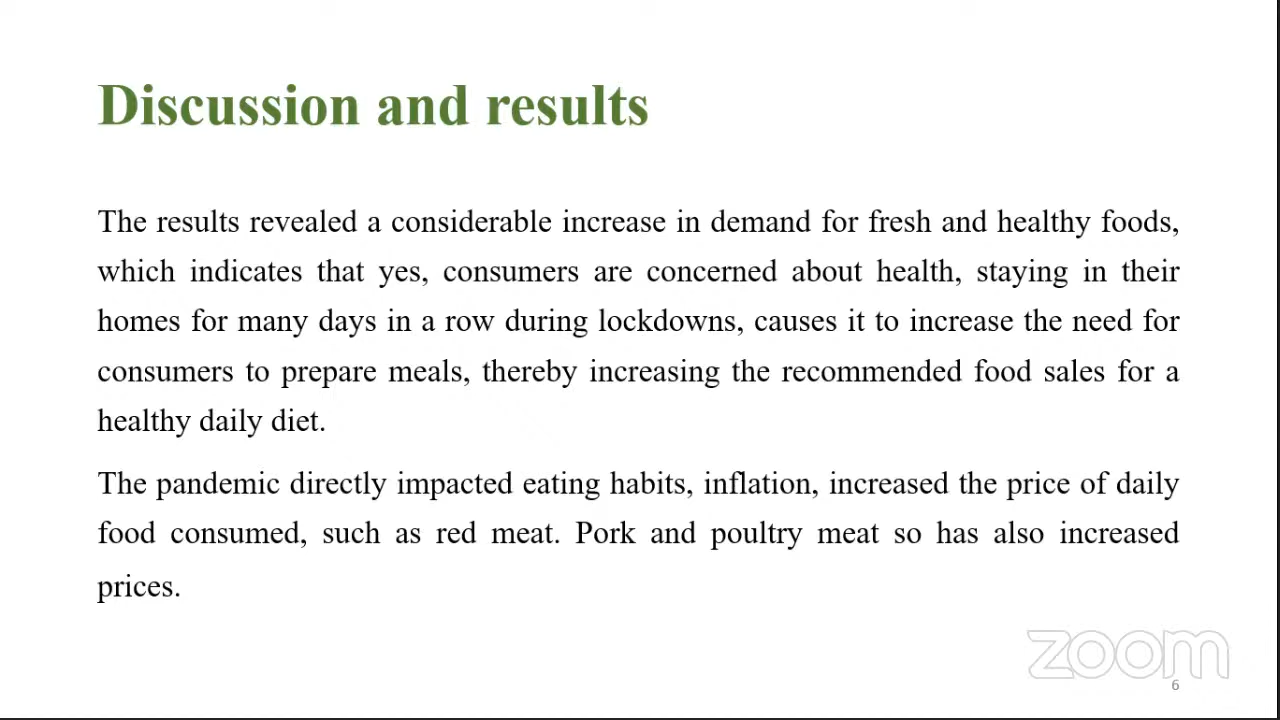 Discussion and results
The results revealed a considerable increase in demand for fresh and healthy foods,
which indicates that yes, consumers are concerned about health, staying in their
homes for many days in a row during lockdowns, causes it to increase the need for
consumers to prepare meals, thereby increasing the recommended food sales for a
healthy daily diet.
The pandemic directly impacted eating habits, inflation, increased the price of daily
food consumed, such as red meat. Pork and poultry meat so has also increased
prices.
zoom
6